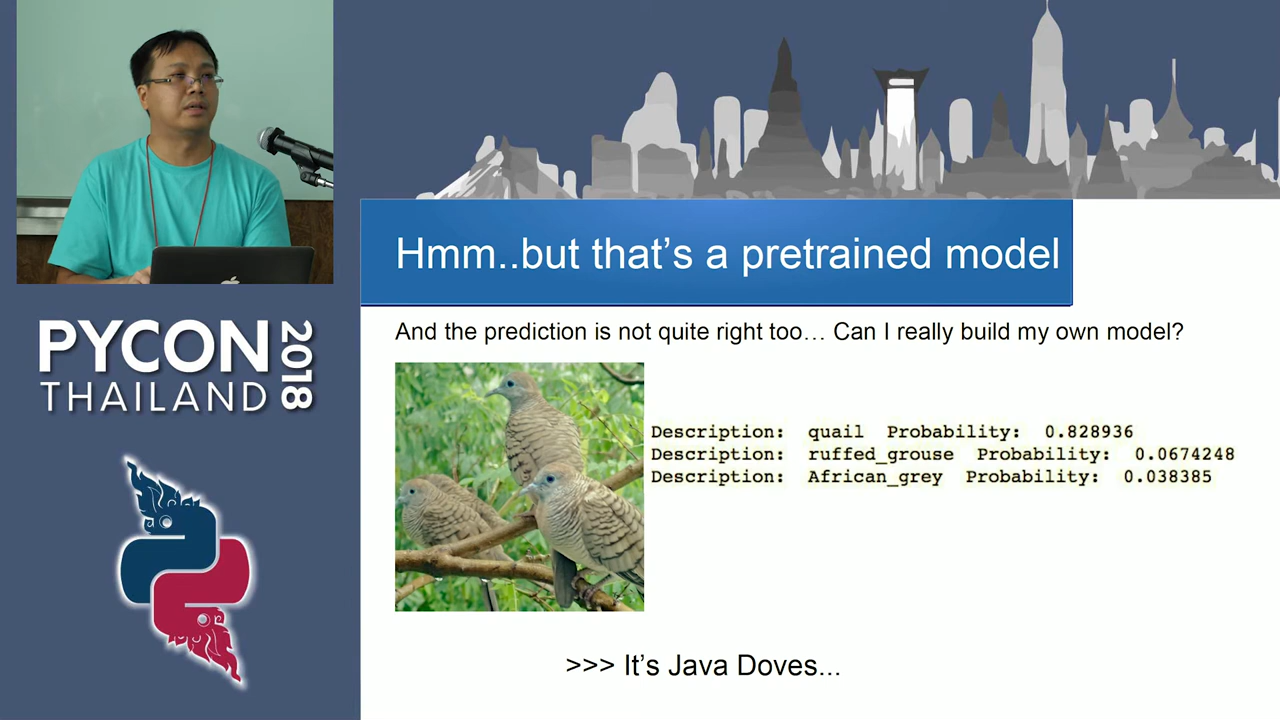 Hmm..but that's a pretrained model
And the prediction is not quite right too... Can I really build my own model?
Description: quail Probability: 0.828936
Description: ruffed_grouse Probability: 0.0674248
Description: African_grey Probability: 0.038385
>>> It's Java Doves...
PYCON
THAILAND
2018